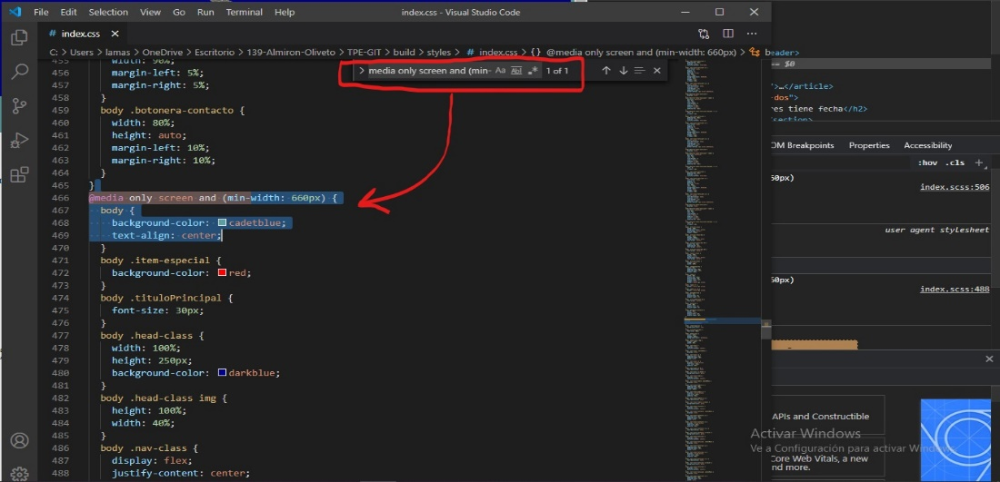 File Edit Selection View Go Run Terminal Help index.css - Visual Studio Code
# index.css ×
C: > Users > lamas > OneDrive > Escritorio > 139-Almiron-Oliveto > TPE-GIT > build > styles > # index.css > {} @media only screen and (min-width: 660px) > header>
media only screen and (min- Aa Abl .* 1 of 1
455 width: 90%;
456 margin-left: 5%;
457 margin-right: 5%;
458 }
459 body .botonera-contacto {
460 width: 80%;
461 height: auto;
462 margin-left: 10%;
463 margin-right: 10%;
464 }
465 }
466 @media only screen and (min-width: 660px) {
467 body {
468 background-color: cadetblue;
469 text-align: center;
470 }
471 body .item-especial {
472 background-color: red;
473 }
474 body .tituloPrincipal {
475 font-size: 30px;
476 }
477 body .head-class {
478 width: 100%;
479 height: 250px;
480 background-color: darkblue;
481 }
482 body .head-class img {
483 height: 100%;
484 width: 40%;
485 }
486 body .nav-class {
487 display: flex;
488 justify-content: center;
== $0
">…</article>
-dos">
res tiene fecha</h2>
/section>
OM Breakpoints Properties Accessibility
:hov .cls +
60px)
index.scss:506
user agent stylesheet
60px)
index.scss:488
APIs and Constructible
Core Web Vitals, a new
nd more.
Activar Windows
Ve a Configuración para activar Windows.